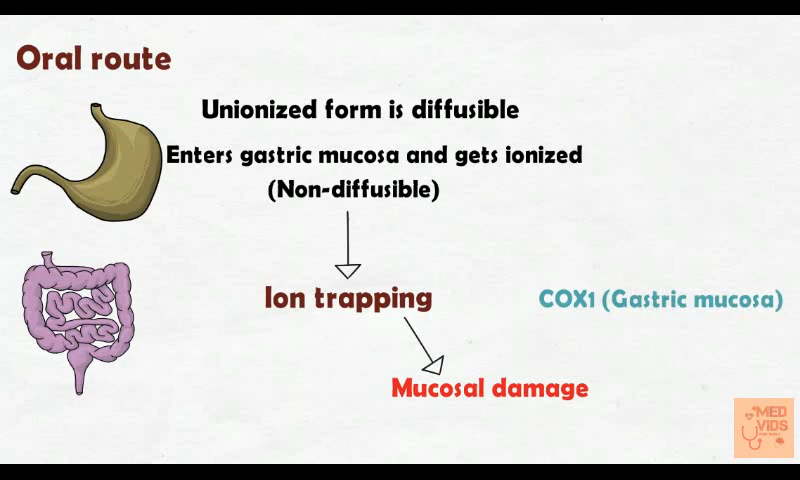 Oral route
Unionized form is diffusible
Enters gastric mucosa and gets ionized
(Non-diffusible)
Ion trapping
COX1 (Gastric mucosa)
Mucosal damage
MED
VIDS